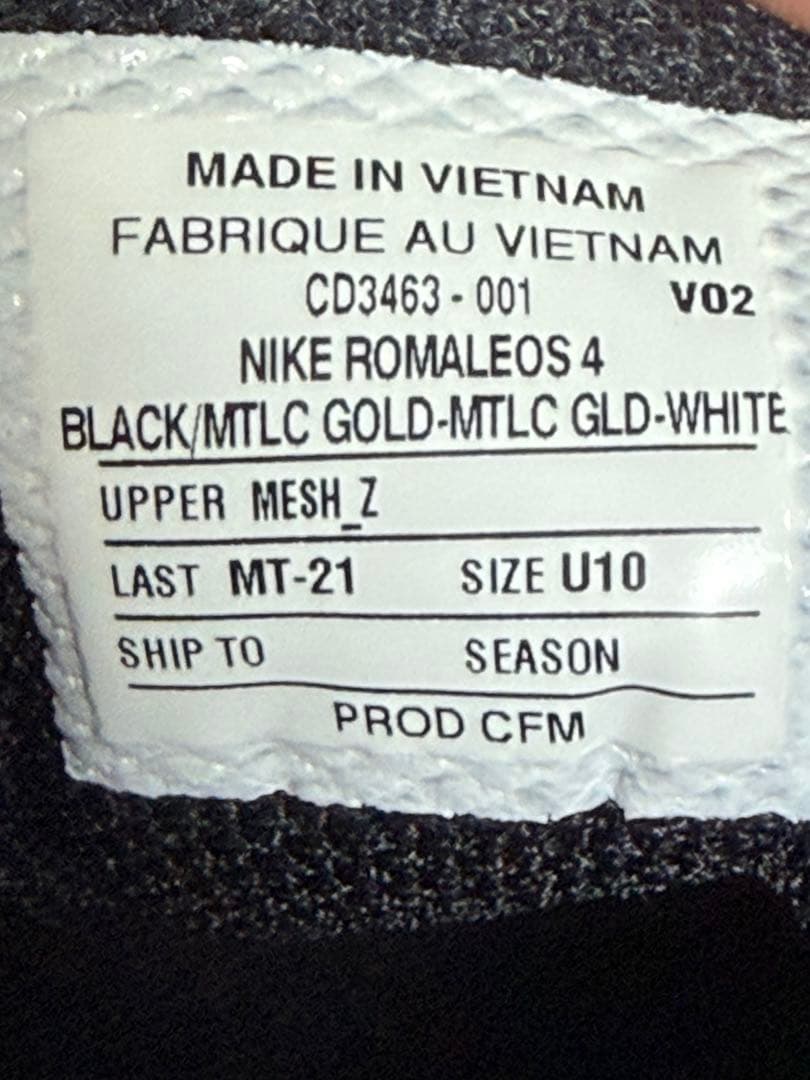 MADE IN VIETNAM
FABRIQUE AU VIETNAM
CD3463 - 001 V02
NIKE ROMALEOS 4
BLACK/MTLC GOLD-MTLC GLD-WHITE
UPPER MESH_Z
LAST MT-21 SIZE U10
SHIP TO SEASON
PROD CFM